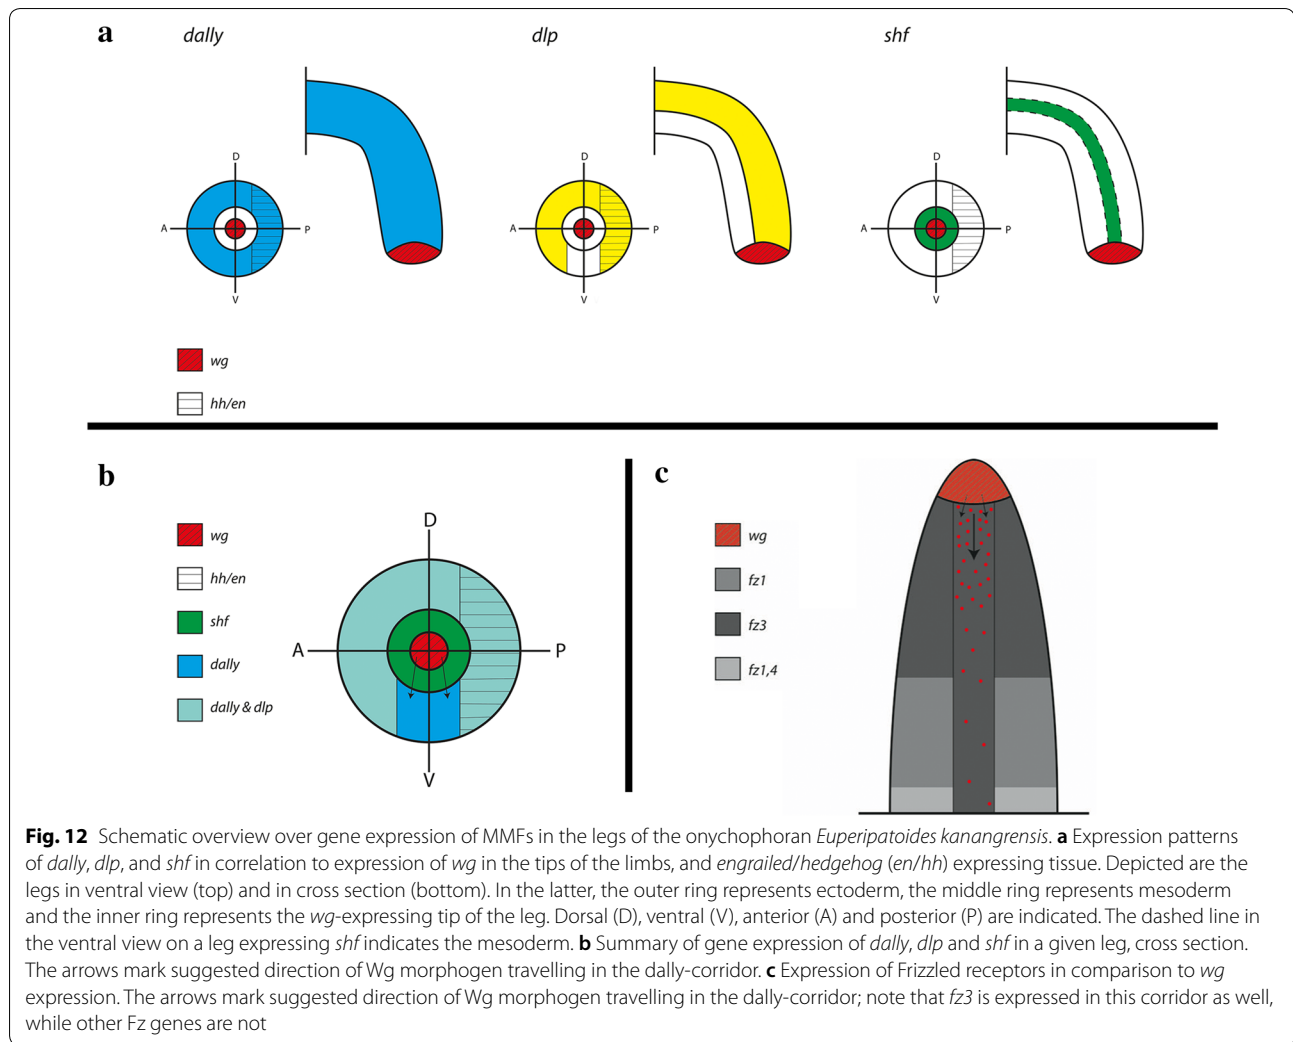 a
dally
dlp
shf
D
A
P
V
D
A
P
V
D
A
P
V
wg
hh/en
b
wg
hh/en
shf
dally
dally & dlp
D
A
P
V
c
wg
fz1
fz3
fz1,4
Fig. 12 Schematic overview over gene expression of MMFs in the legs of the onychophoran Euperipatoides kanangrensis. a Expression patterns
of dally, dlp, and shf in correlation to expression of wg in the tips of the limbs, and engrailed/hedgehog (en/hh) expressing tissue. Depicted are the
legs in ventral view (top) and in cross section (bottom). In the latter, the outer ring represents ectoderm, the middle ring represents mesoderm
and the inner ring represents the wg-expressing tip of the leg. Dorsal (D), ventral (V), anterior (A) and posterior (P) are indicated. The dashed line in
the ventral view on a leg expressing shf indicates the mesoderm. b Summary of gene expression of dally, dlp and shf in a given leg, cross section.
The arrows mark suggested direction of Wg morphogen travelling in the dally-corridor. c Expression of Frizzled receptors in comparison to wg
expression. The arrows mark suggested direction of Wg morphogen travelling in the dally-corridor; note that fz3 is expressed in this corridor as well,
while other Fz genes are not